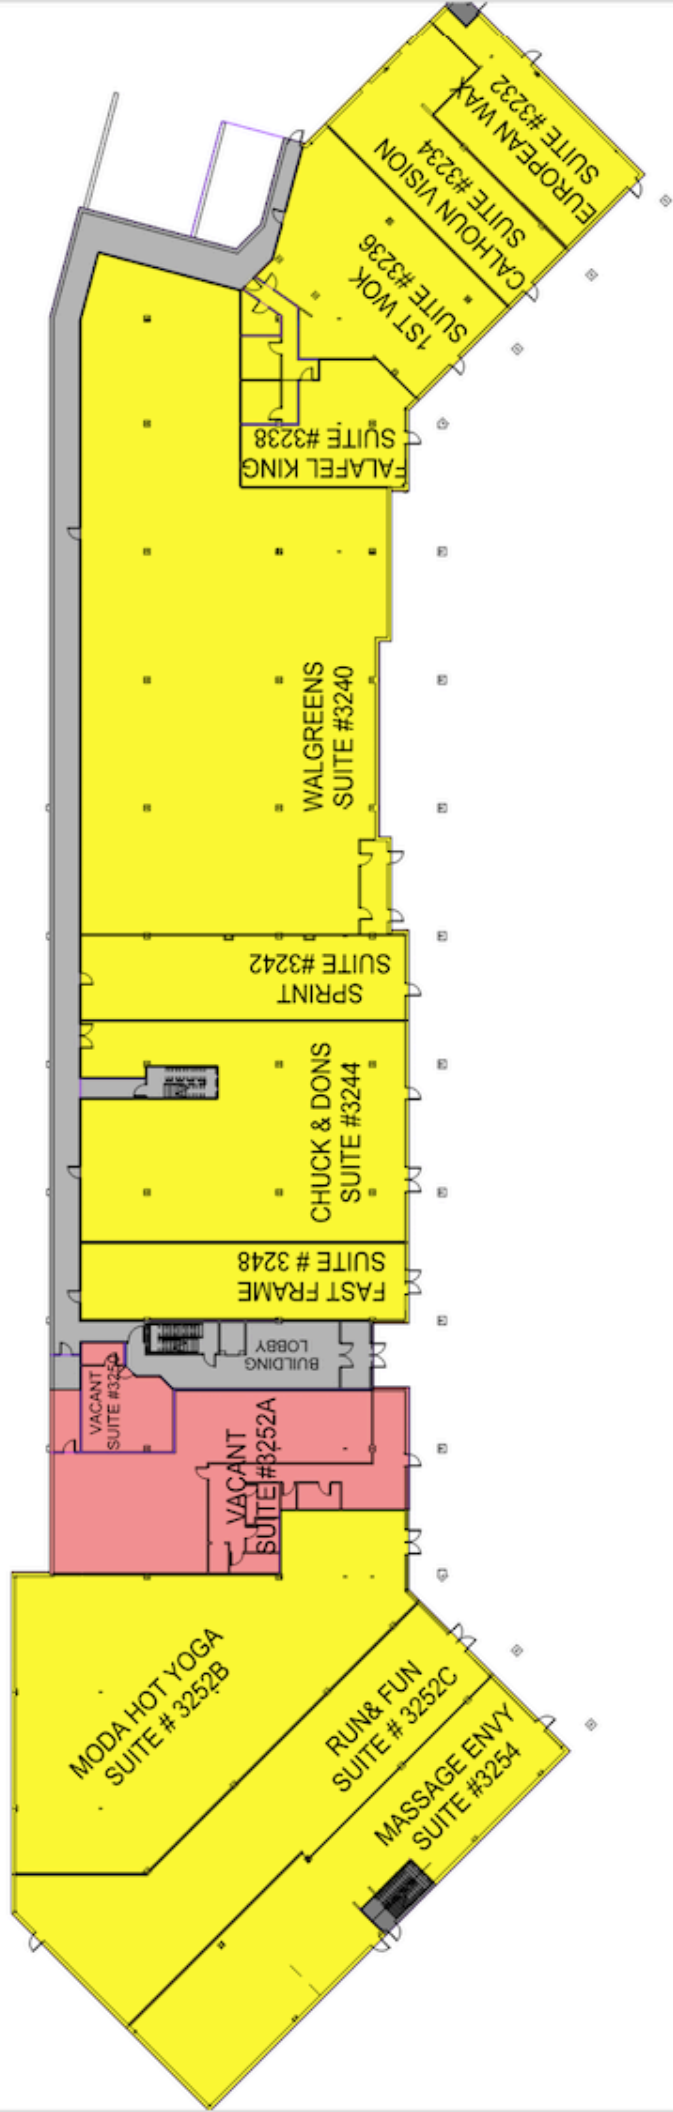 EUROPEAN WAX
SUITE #3232
CALHOUN VISION
SUITE #3234
1ST WOK
SUITE #3236
FALAFEL KING
SUITE #3238
WALGREENS
SUITE #3240
SPRINT
SUITE #3242
CHUCK & DONS
SUITE #3244
FAST FRAME
SUITE # 3248
BUILDING
LOBBY
VACANT
SUITE #3250
VACANT
SUITE #3252A
MODA HOT YOGA
SUITE # 3252B
RUN& FUN
SUITE # 3252C
MASSAGE ENVY
SUITE #3254